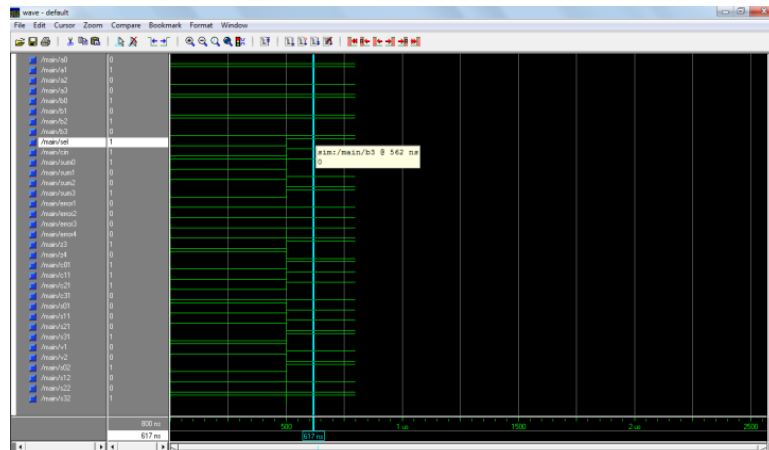 wave - default
File Edit Cursor Zoom Compare Bookmark Format Window
/main/a0 0
/main/a1 1
/main/a2 0
/main/a3 0
/main/b0 1
/main/b1 0
/main/b2 1
/main/b3 0
/main/sel 1
/main/cin 1
/main/sum0 1
/main/sum1 0
/main/sum2 0
/main/sum3 1
/main/error1 0
/main/error2 0
/main/error3 0
/main/error4 0
/main/z3 1
/main/z4 0
/main/c01 1
/main/c11 1
/main/c21 1
/main/c31 0
/main/s01 0
/main/s11 0
/main/s21 0
/main/s31 1
/main/v1 0
/main/v2 0
/main/s02 1
/main/s12 0
/main/s22 0
/main/s32 1
sim:/main/b3 @ 562 ns
0
800 ns 500 1 us 1500 2 us 2500
617 ns 617 ns